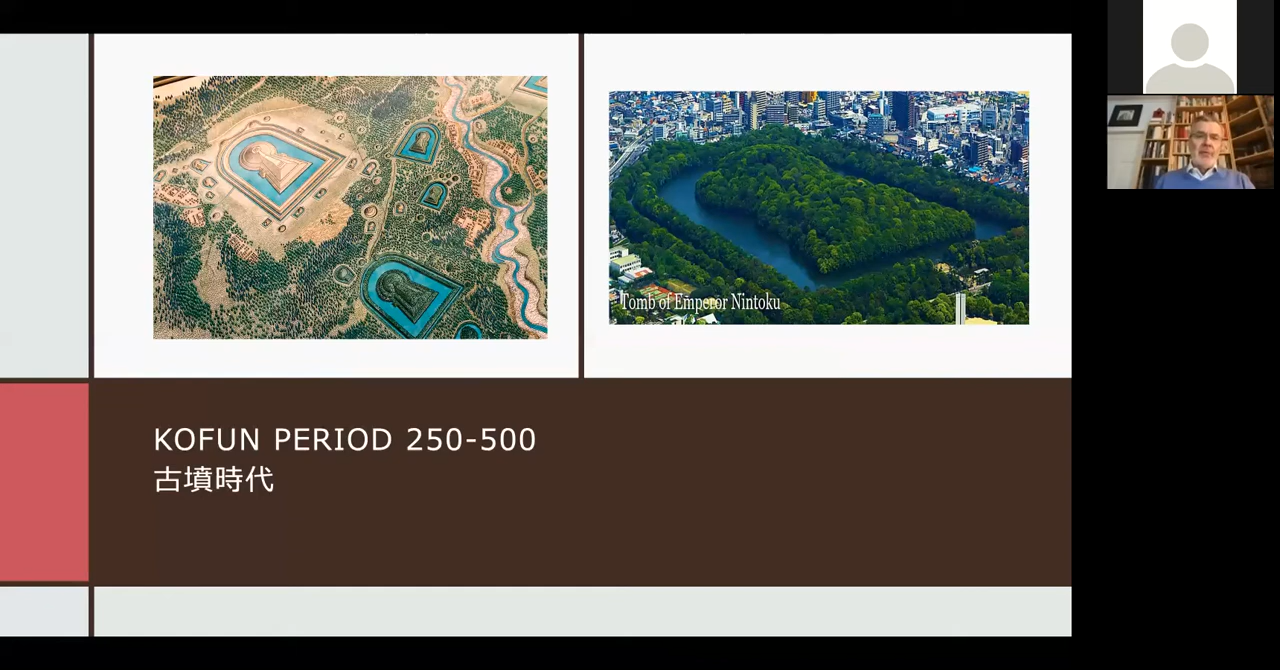 Tomb of Emperor Nintoku
KOFUN PERIOD 250-500
古墳時代